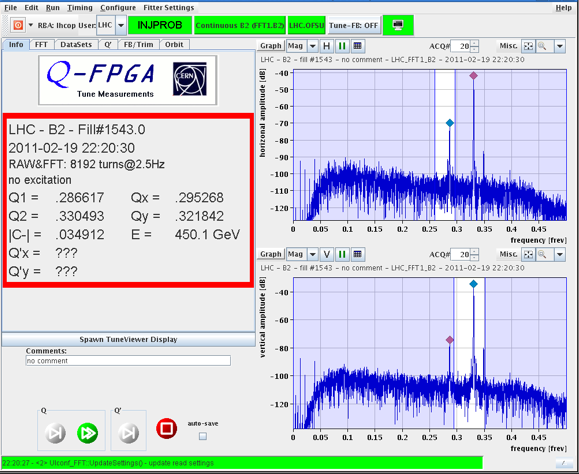 File Edit Run Timing Configure Fitter Settings Help
RBA: lhcop User: LHC INJPROB Continuous B2 (FFT1.B2) LHC.OFSU Tune-FB: OFF
Info FFT DataSets Q' FB/Trim Orbit
Q-FPGA
Tune Measurements
CERN
LHC - B2 - Fill#1543.0
2011-02-19 22:20:30
RAW&FFT: 8192 turns@2.5Hz
no excitation
Q1 = .286617 Qx = .295268
Q2 = .330493 Qy = .321842
|C-| = .034912 E = 450.1 GeV
Q'x = ???
Q'y = ???
Spawn TuneViewer Display
Comments:
no comment
Q Q'
auto-save
Graph Mag H ACQ# 20 Misc.
LHC - B2 - fill #1543 - no comment - LHC_FFT1_B2 - 2011-02-19 22:20:30
horizonal amplitude [dB]
-40
-50
-60
-70
-80
-90
-100
-110
-120
0 0.05 0.1 0.15 0.2 0.25 0.3 0.35 0.4 0.45
frequency [frev]
Graph Mag V ACQ# 20 Misc.
LHC - B2 - fill #1543 - no comment - LHC_FFT1_B2 - 2011-02-19 22:20:30
vertical amplitude [dB]
-40
-60
-80
-100
-120
0 0.05 0.1 0.15 0.2 0.25 0.3 0.35 0.4 0.45
frequency [frev]
22:20:27 - <2> UIconf_FFT::UpdateSettings() - update read settings